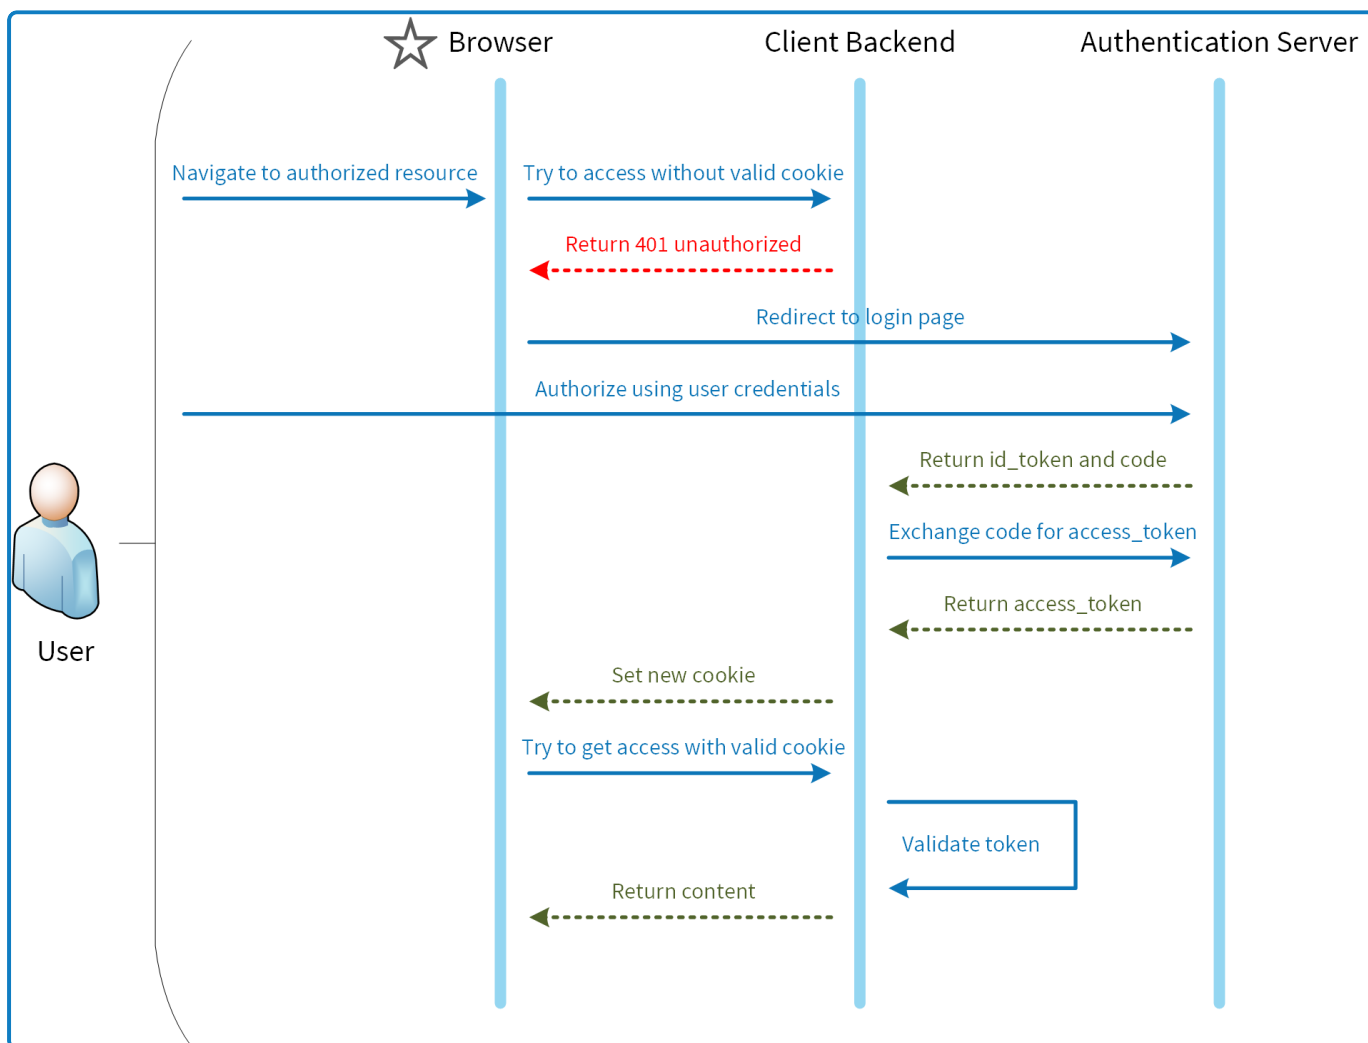 Browser
Client Backend
Authentication Server
Navigate to authorized resource
Try to access without valid cookie
Return 401 unauthorized
Redirect to login page
Authorize using user credentials
Return id_token and code
Exchange code for access_token
Return access_token
User
Set new cookie
Try to get access with valid cookie
Validate token
Return content